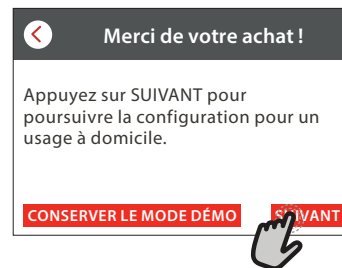 Merci de votre achat !
Appuyez sur SUIVANT pour
poursuivre la configuration pour un
usage à domicile.
CONSERVER LE MODE DÉMO
SUIVANT